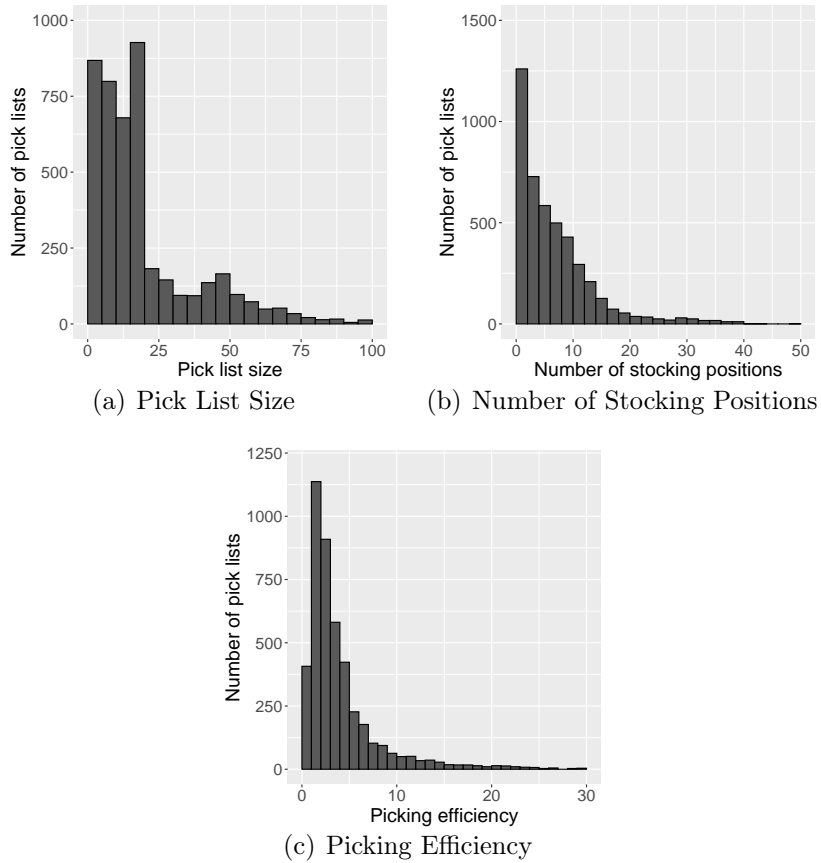 1000
750
500
250
0
Number of pick lists
0 25 50 75 100
Pick list size
(a) Pick List Size
1500
1000
500
0
Number of pick lists
0 10 20 30 40 50
Number of stocking positions
(b) Number of Stocking Positions
1250
1000
750
500
250
0
Number of pick lists
0 10 20 30
Picking efficiency
(c) Picking Efficiency